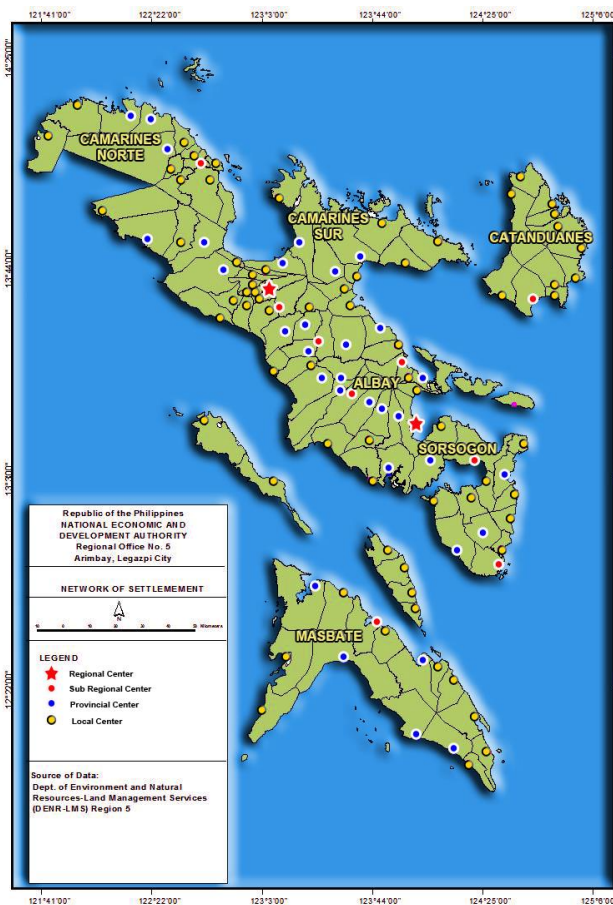 121°41'00" 122°22'00" 123°3'00" 123°44'00" 124°25'00" 125°6'00"
14°25'00"
CAMARINES
NORTE
CAMARINES
SUR
CATANDUANES
13°44'00"
ALBAY
SORSOGON
13°3'00"
Republic of the Philippines
NATIONAL ECONOMIC AND
DEVELOPMENT AUTHORITY
Regional Office No. 5
Arimbay, Legazpi City
NETWORK OF SETTLEMEMENT
N
10 0 10 20 30 Kilometers
MASBATE
LEGEND
Regional Center
Sub Regional Center
Provincial Center
Local Center
12°22'00"
Source of Data:
Dept. of Environment and Natural
Resources-Land Management Services
(DENR-LMS) Region 5
121°41'00" 122°22'00" 123°3'00" 123°44'00" 124°25'00" 125°6'00"